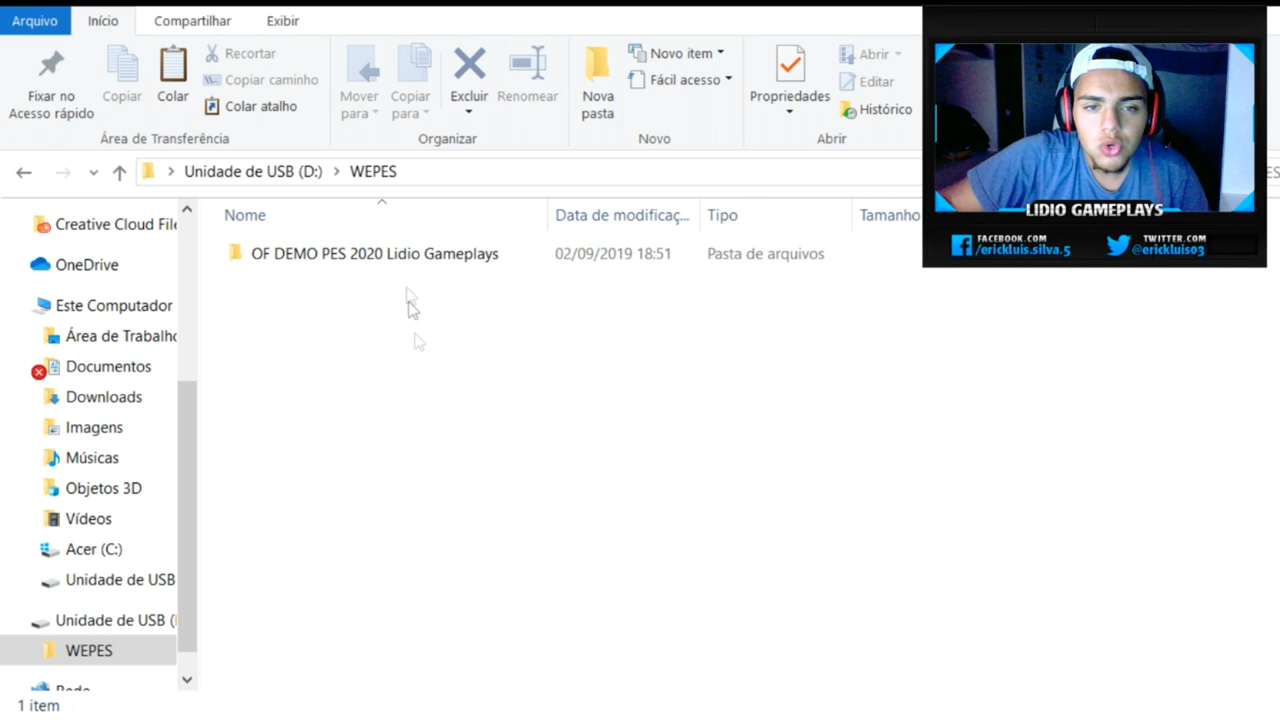 Arquivo Início Compartilhar Exibir
Fixar no Acesso rápido
Copiar
Colar
Recortar
Copiar caminho
Colar atalho
Área de Transferência
Mover para
Copiar para
Excluir
Renomear
Organizar
Nova pasta
Novo item
Fácil acesso
Novo
Propriedades
Abrir
Editar
Histórico
Abrir
LIDIO GAMEPLAYS
FACEBOOK.COM
/erickluis.silva.5
TWITTER.COM
@erickluis03
Unidade de USB (D:) WEPES
ES
Nome Data de modificaç... Tipo Tamanho
OF DEMO PES 2020 Lidio Gameplays 02/09/2019 18:51 Pasta de arquivos
Creative Cloud File
OneDrive
Este Computador
Área de Trabalho
Documentos
Downloads
Imagens
Músicas
Objetos 3D
Vídeos
Acer (C:)
Unidade de USB
Unidade de USB (
WEPES
Rede
1 item